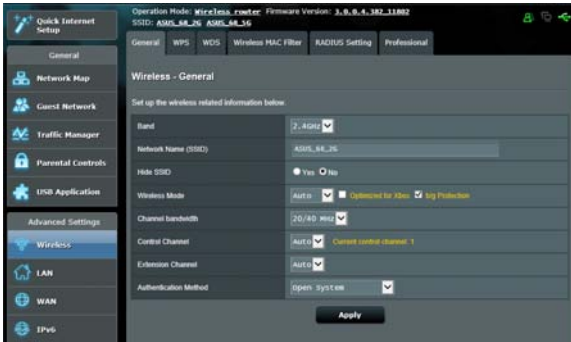 Quick Internet Setup
Operation Mode: Wireless router Firmware Version: 3.0.0.4.382_11802
SSID: ASUS_68_2G ASUS_68_5G
General WPS WDS Wireless MAC Filter RADIUS Setting Professional
General
Network Map
Guest Network
Traffic Manager
Parental Controls
USB Application
Advanced Settings
Wireless
LAN
WAN
IPv6
Wireless - General
Set up the wireless related information below.
Band 2.4GHz
Network Name (SSID) ASUS_68_2G
Hide SSID Yes No
Wireless Mode Auto Optimized for Xbox b/g Protection
Channel bandwidth 20/40 MHz
Control Channel Auto Current control channel: 1
Extension Channel Auto
Authentication Method Open System
Apply